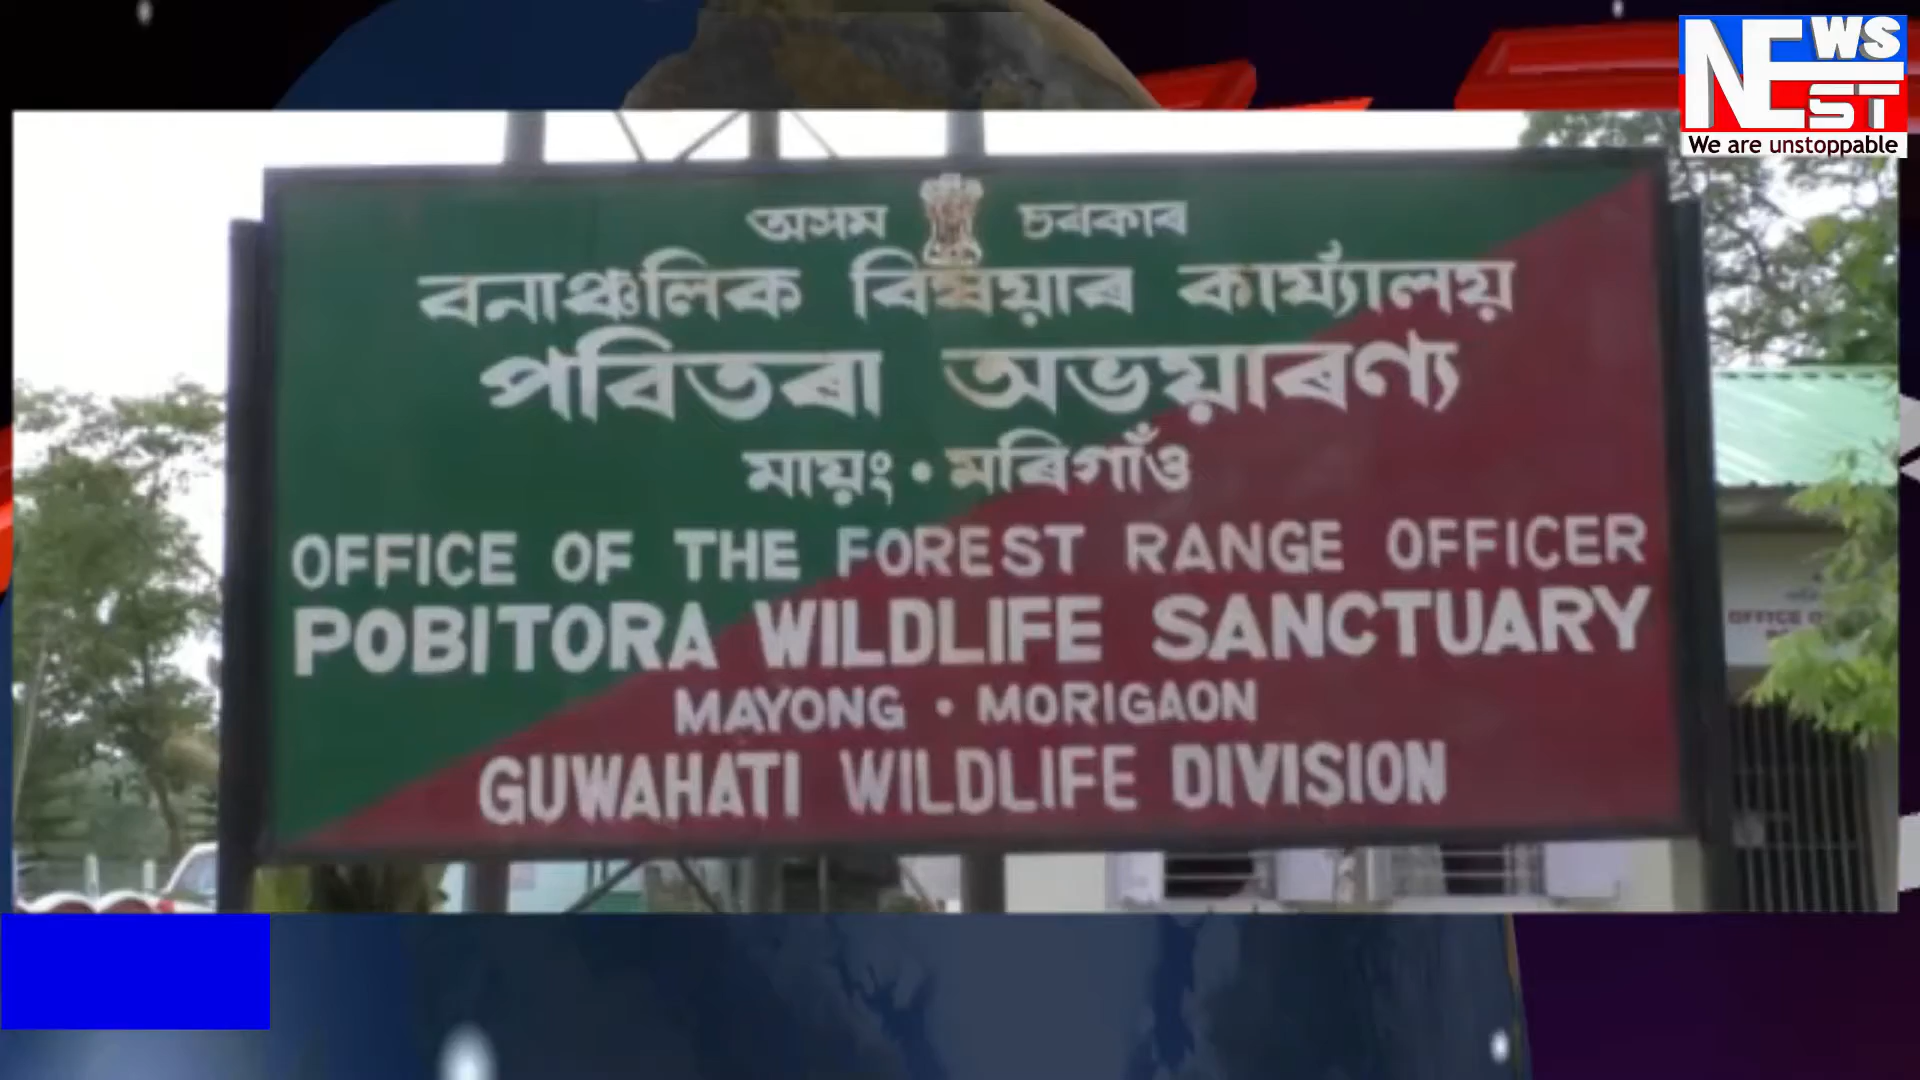 NEWS NEST
We are unstoppable
অসম চৰকাৰ
বনাঞ্চলিক বিষয়াৰ কাৰ্য্যালয়
পবিতৰা অভয়াৰণ্য
মায়ং • মৰিগাঁও
OFFICE OF THE FOREST RANGE OFFICER
POBITORA WILDLIFE SANCTUARY
MAYONG • MORIGAON
GUWAHATI WILDLIFE DIVISION
OFFICE